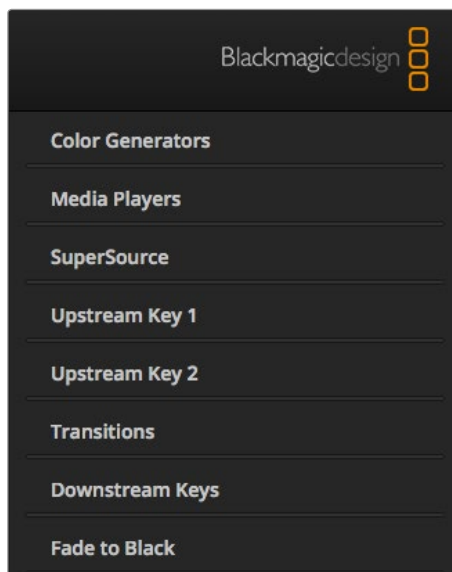 Blackmagicdesign
Color Generators
Media Players
SuperSource
Upstream Key 1
Upstream Key 2
Transitions
Downstream Keys
Fade to Black